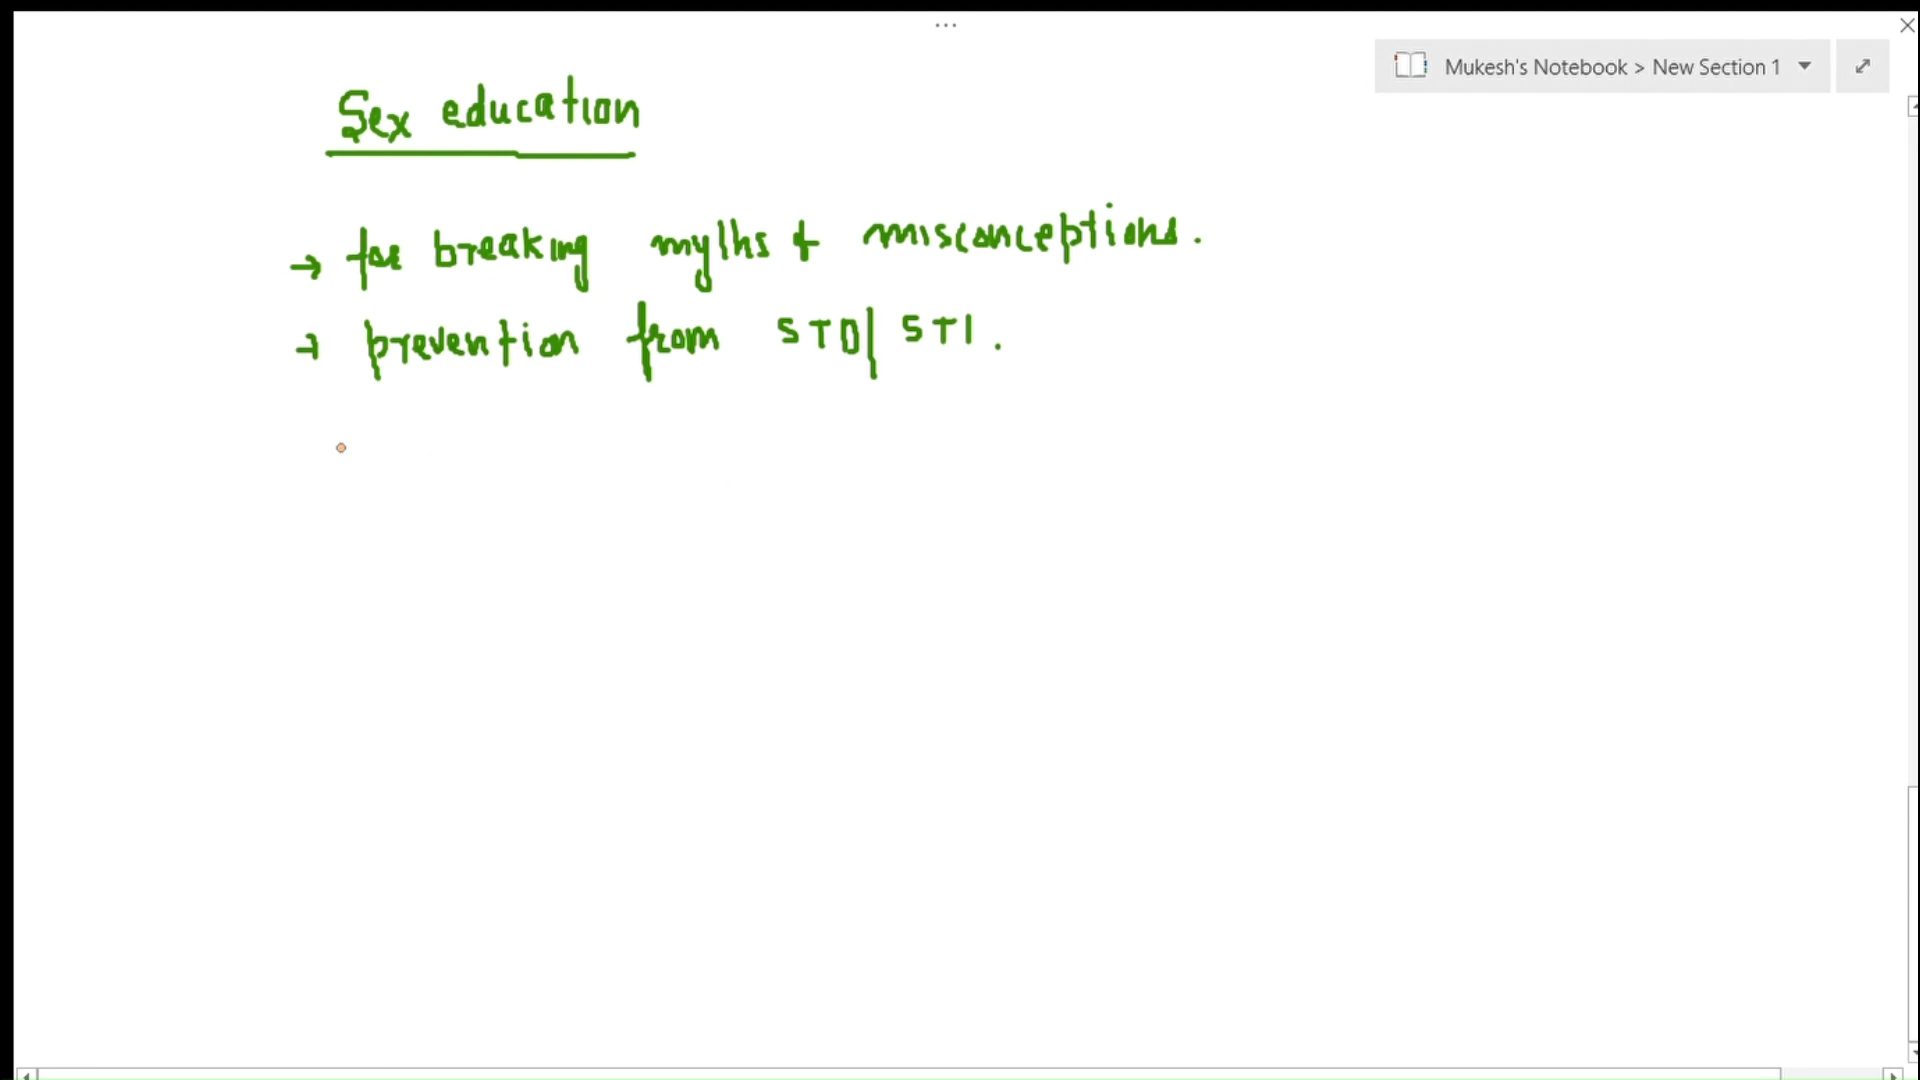 Mukesh's Notebook > New Section 1
Sex education
→ for breaking myths & misconceptions.
→ prevention from STD| STI.